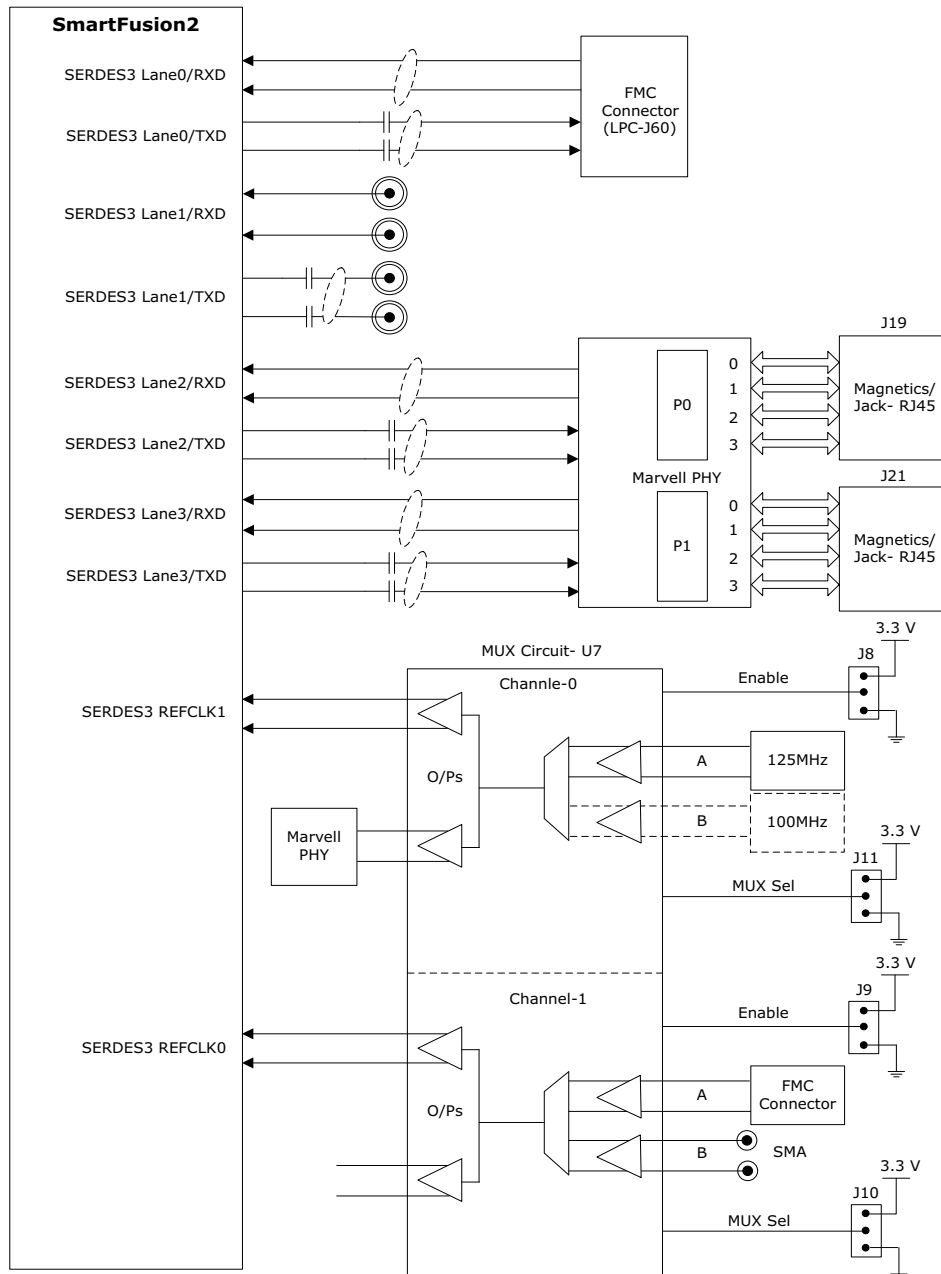 SmartFusion2
SERDES3 Lane0/RXD
FMC
Connector
(LPC-J60)
SERDES3 Lane0/TXD
SERDES3 Lane1/RXD
SERDES3 Lane1/TXD
J19
SERDES3 Lane2/RXD
0
1
2
3
P0
Magnetics/
Jack- RJ45
SERDES3 Lane2/TXD
Marvell PHY
J21
SERDES3 Lane3/RXD
0
1
2
3
P1
Magnetics/
Jack- RJ45
SERDES3 Lane3/TXD
3.3 V
MUX Circuit- U7
J8
Channle-0
Enable
SERDES3 REFCLK1
O/Ps
A
125MHz
B
100MHz
Marvell
PHY
3.3 V
J11
MUX Sel
3.3 V
J9
Channel-1
Enable
SERDES3 REFCLK0
O/Ps
A
FMC
Connector
B
SMA
3.3 V
J10
MUX Sel